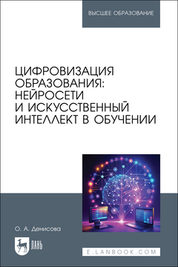 ВЫСШЕЕ ОБРАЗОВАНИЕ
ЦИФРОВИЗАЦИЯ
ОБРАЗОВАНИЯ:
НЕЙРОСЕТИ
И ИСКУССТВЕННЫЙ
ИНТЕЛЛЕКТ В ОБУЧЕНИИ
О. А. Денисова
ЛАНЬ
E.LANBOOK.COM